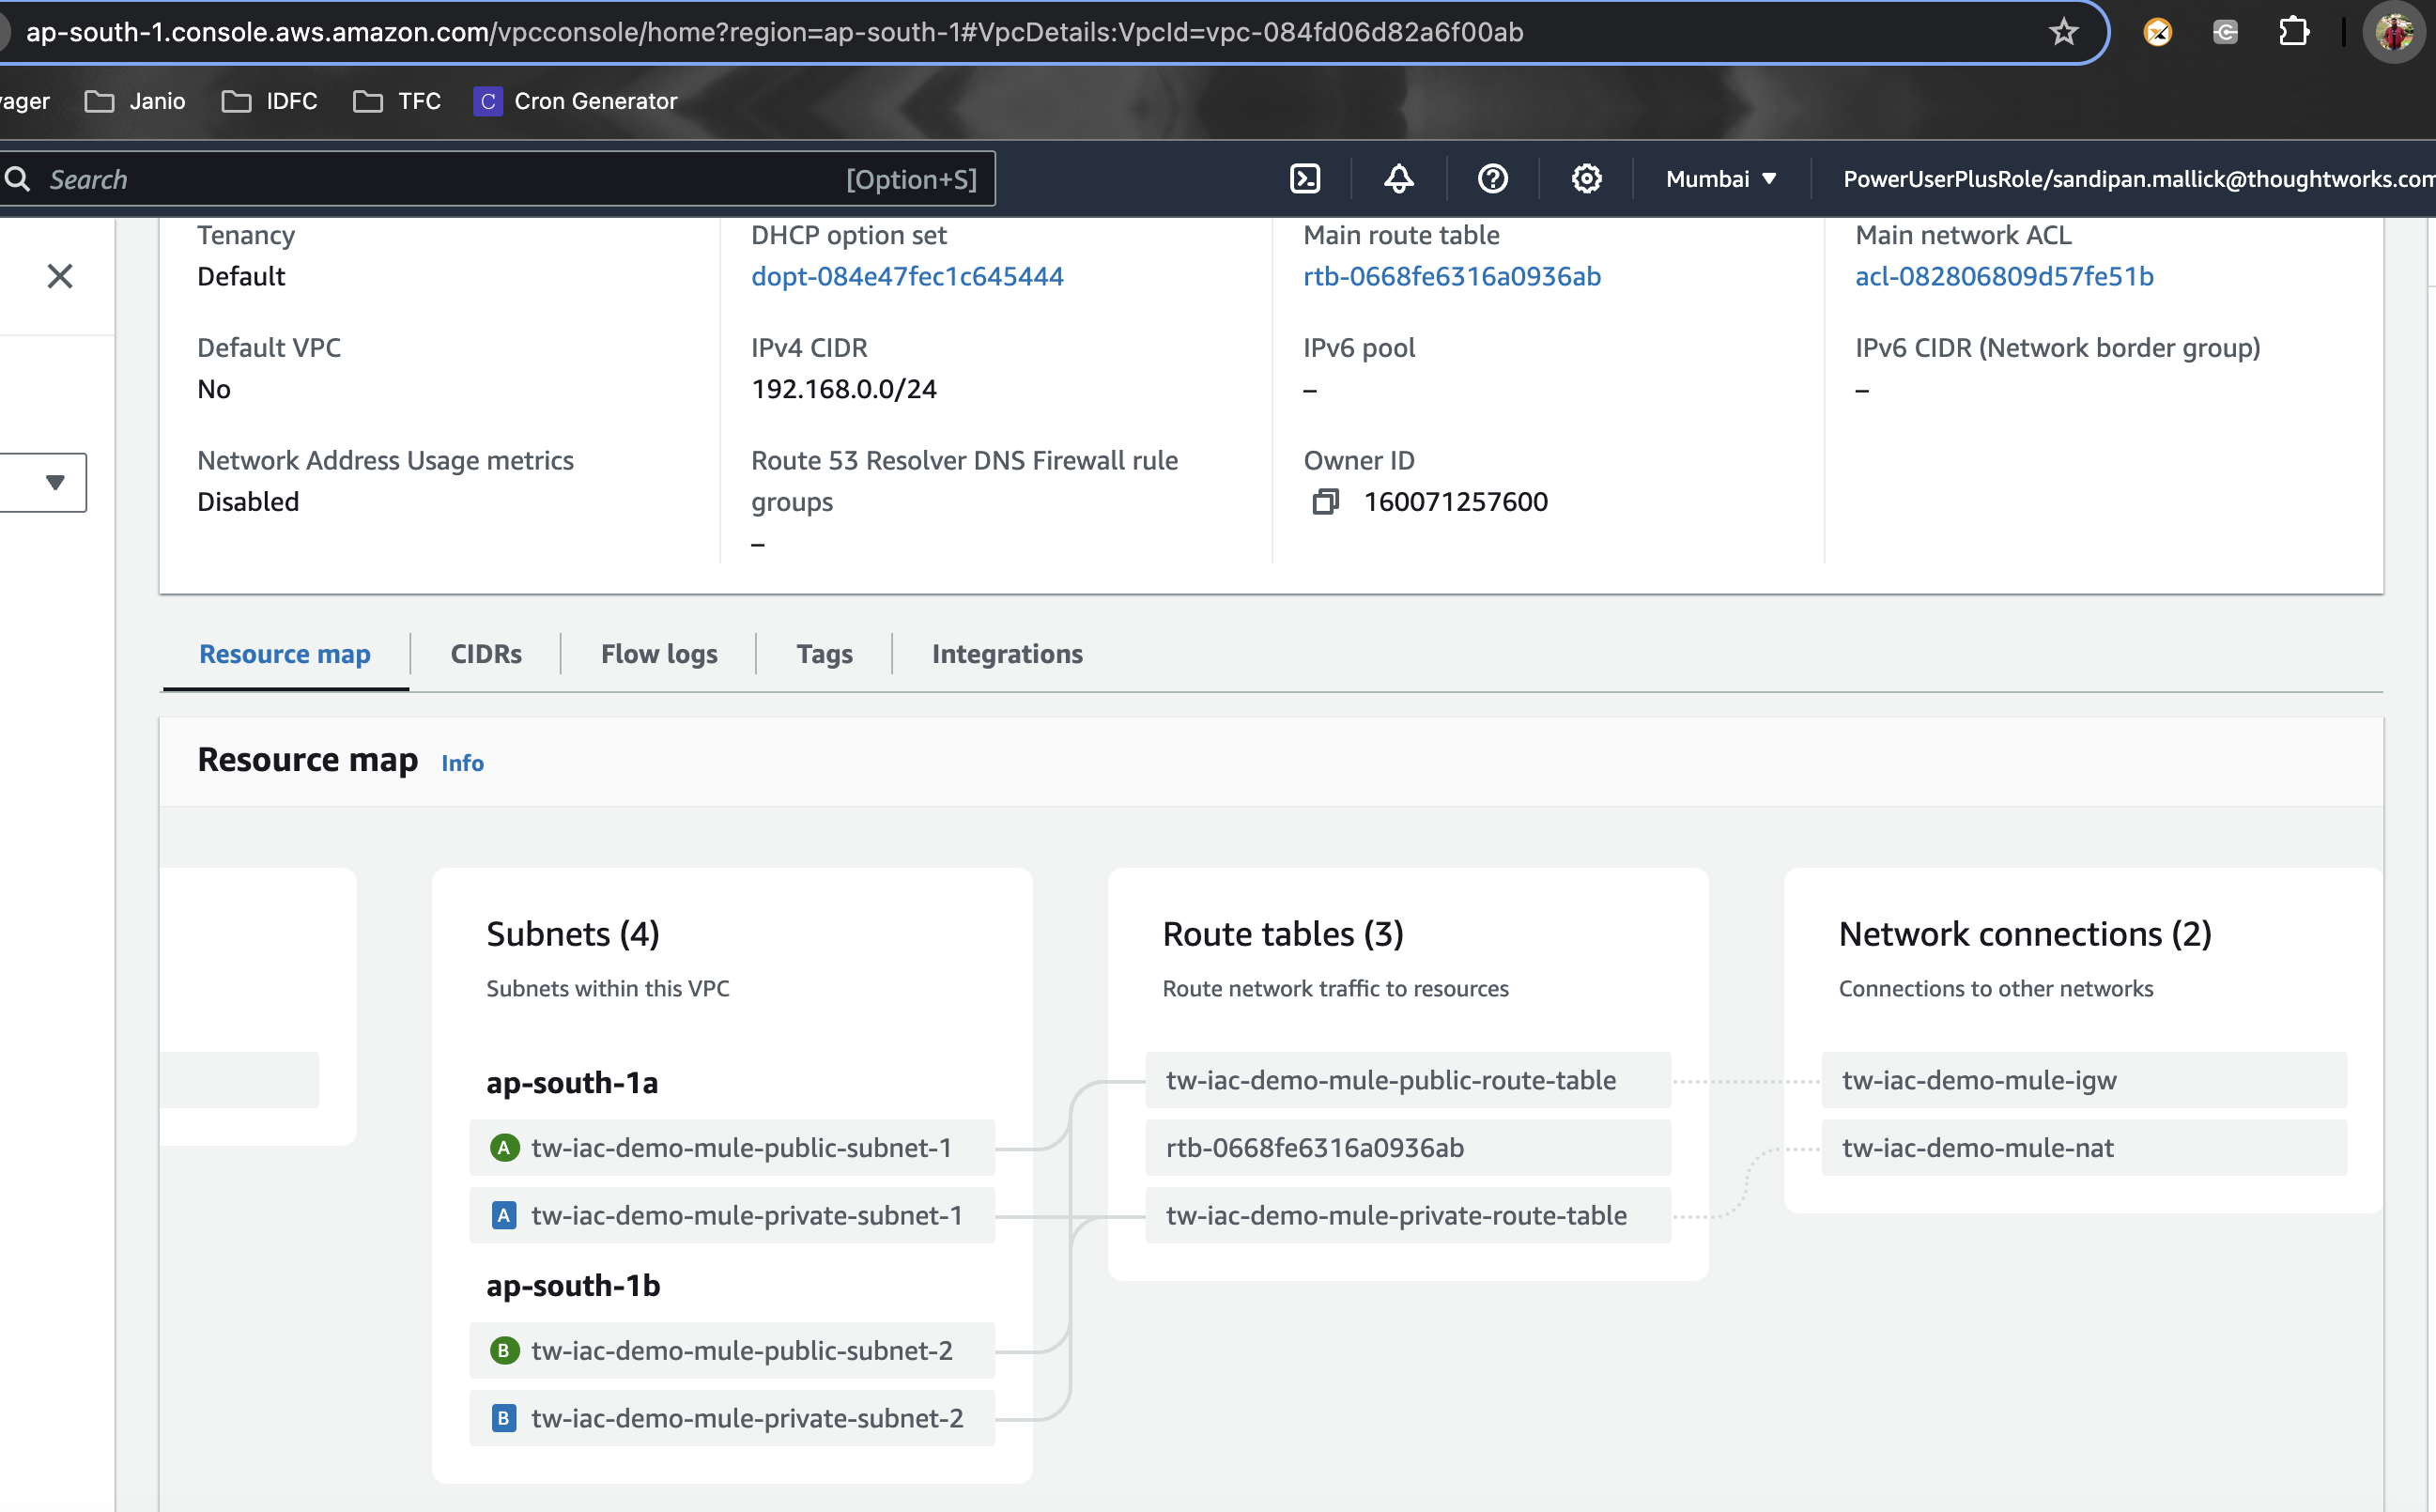 ap-south-1.console.aws.amazon.com/vpcconsole/home?region=ap-south-1#VpcDetails:VpcId=vpc-084fd06d82a6f00ab
ager Janio IDFC TFC C Cron Generator
Search [Option+S] Mumbai PowerUserPlusRole/sandipan.mallick@thoughtworks.com
Tenancy DHCP option set Main route table Main network ACL
Default dopt-084e47fec1c645444 rtb-0668fe6316a0936ab acl-082806809d57fe51b
Default VPC IPv4 CIDR IPv6 pool IPv6 CIDR (Network border group)
No 192.168.0.0/24 – –
Network Address Usage metrics Route 53 Resolver DNS Firewall rule groups Owner ID
Disabled – 160071257600
Resource map CIDRs Flow logs Tags Integrations
Resource map Info
Subnets (4) Route tables (3) Network connections (2)
Subnets within this VPC Route network traffic to resources Connections to other networks
ap-south-1a tw-iac-demo-mule-public-route-table tw-iac-demo-mule-igw
A tw-iac-demo-mule-public-subnet-1 rtb-0668fe6316a0936ab tw-iac-demo-mule-nat
A tw-iac-demo-mule-private-subnet-1 tw-iac-demo-mule-private-route-table
ap-south-1b
B tw-iac-demo-mule-public-subnet-2
B tw-iac-demo-mule-private-subnet-2